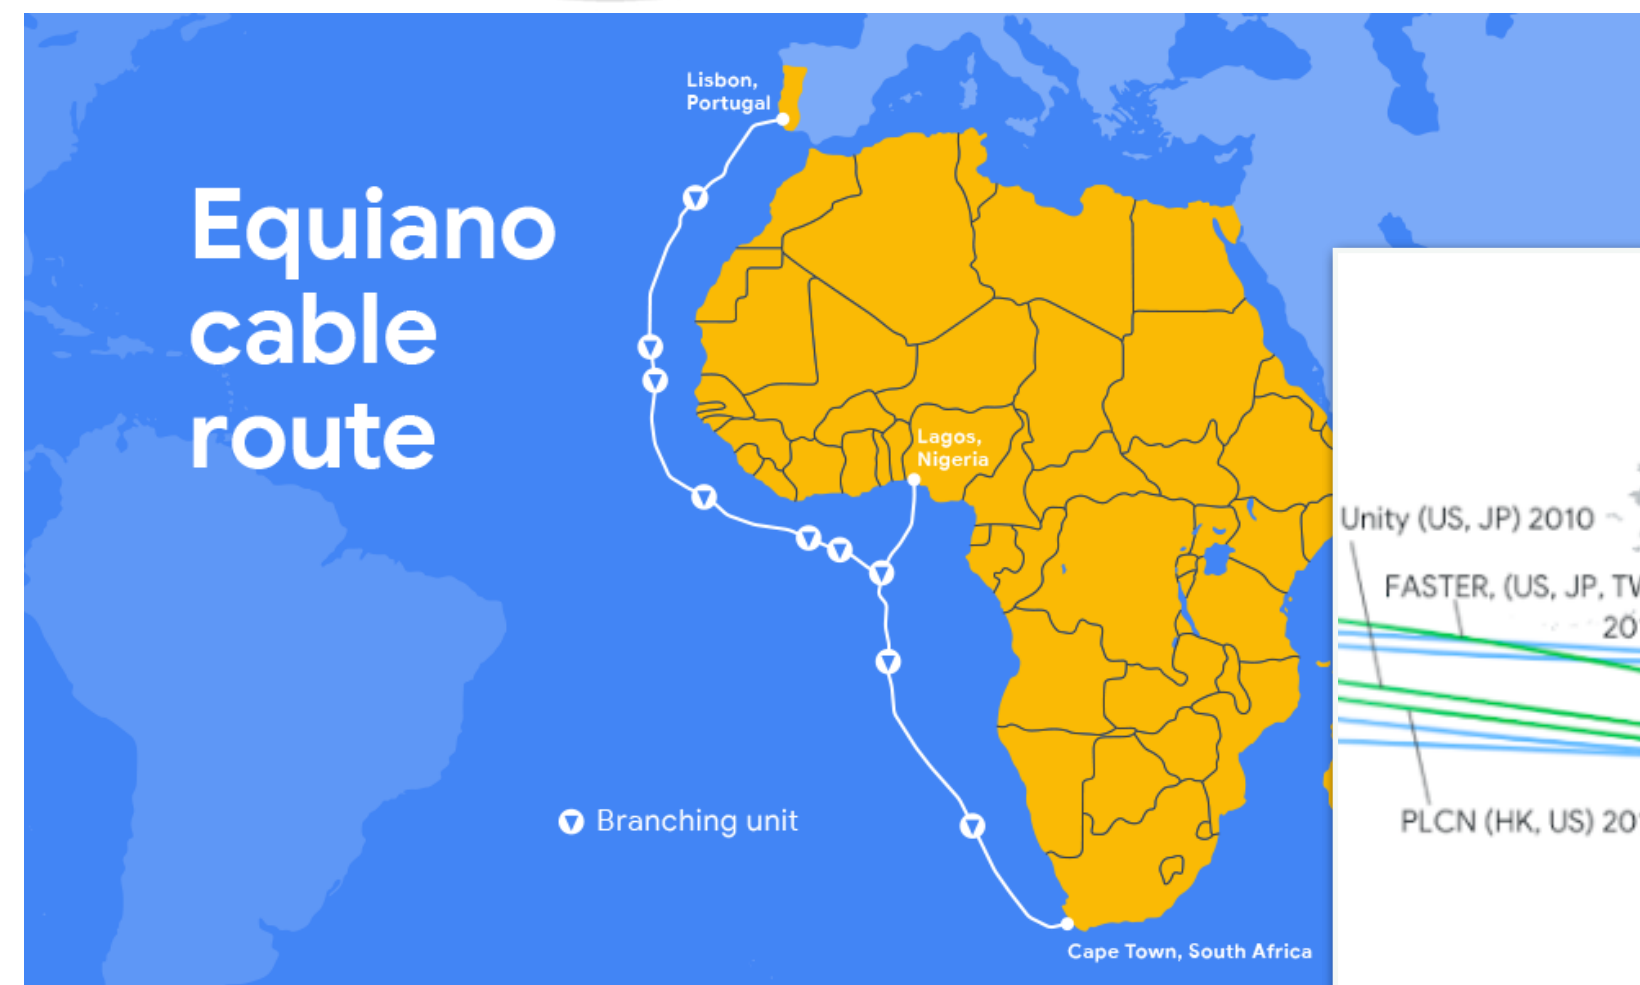 Lisbon,
Portugal
Equiano
cable
route
Lagos,
Nigeria
Branching unit
Cape Town, South Africa
Unity (US, JP) 2010
FASTER, (US, JP,
PLCN (HK, US)